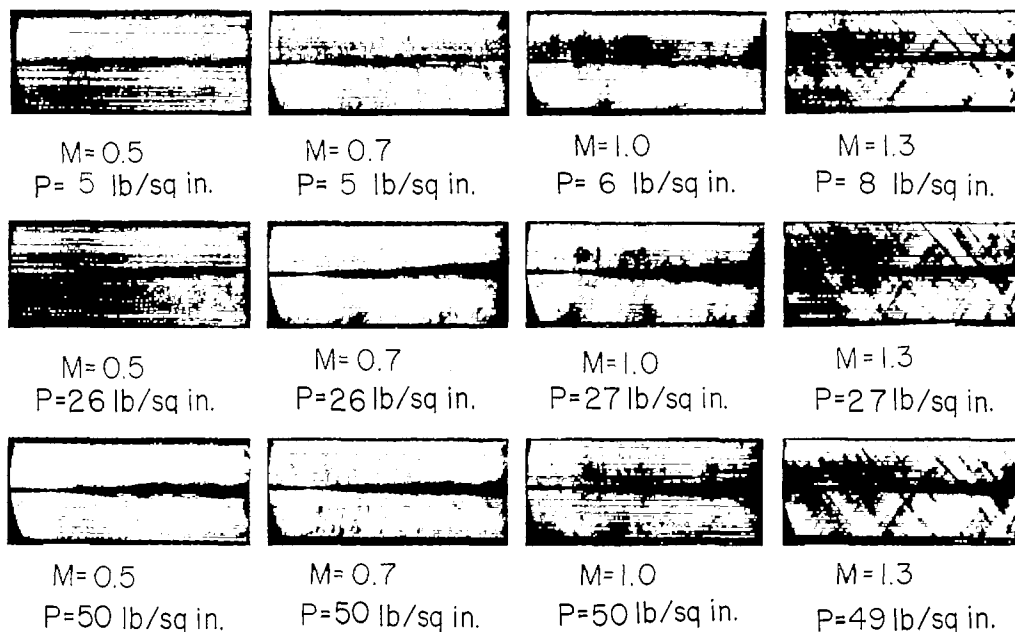 M=0.5 M=0.7 M=1.0 M=1.3
P= 5 lb/sq in. P= 5 lb/sq in. P= 6 lb/sq in. P= 8 lb/sq in.
M=0.5 M=0.7 M=1.0 M=1.3
P=26 lb/sq in. P=26 lb/sq in. P=27 lb/sq in. P=27 lb/sq in.
M=0.5 M=0.7 M=1.0 M=1.3
P=50 lb/sq in. P=50 lb/sq in. P=50 lb/sq in. P=49 lb/sq in.